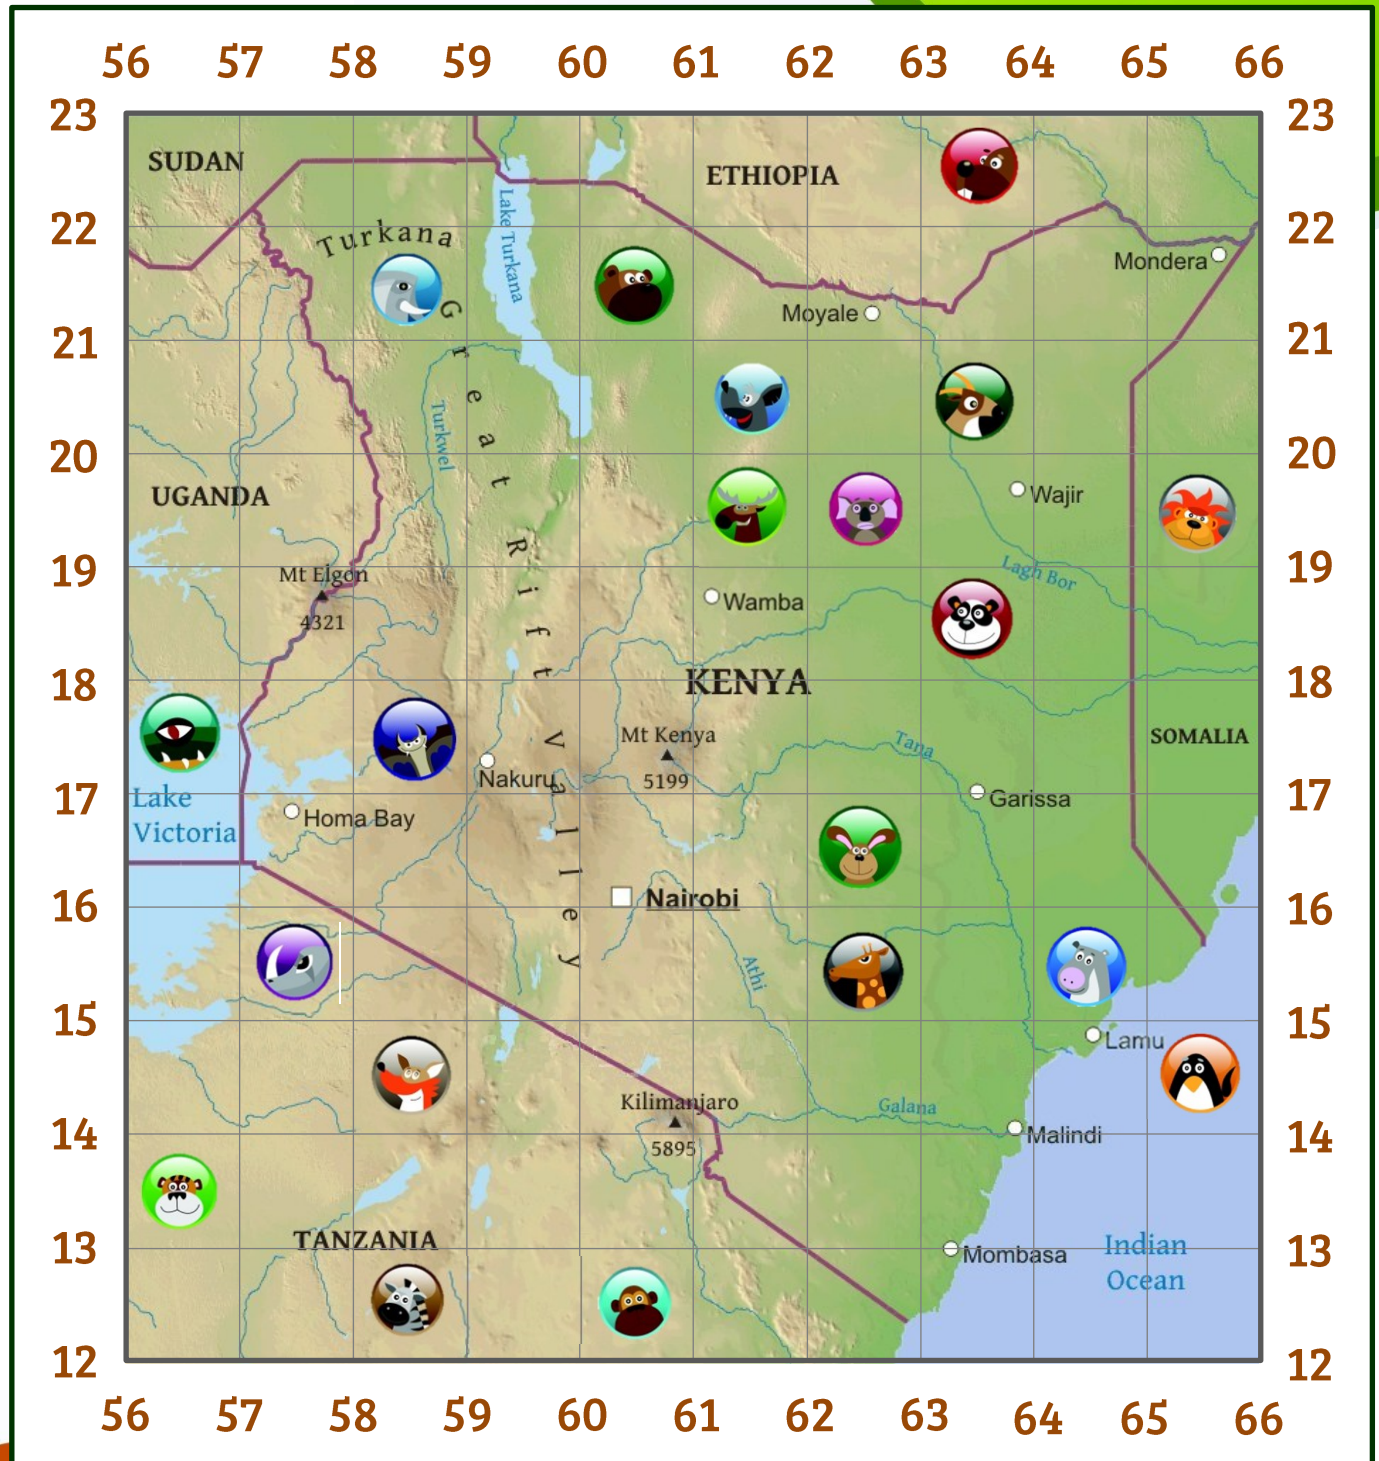 56 57 58 59 60 61 62 63 64 65 66
23 23
SUDAN
ETHIOPIA
22 22
Turkana
Lake Turkana
Mondera
Moyale
21 21
Great Rift Valley
Turkwel
20 20
UGANDA
Wajir
19 19
Mt Elgon
4321
Lagh Bor
Wamba
18 18
KENYA
Mt Kenya
5199
Tana
SOMALIA
Nakuru
17 17
Lake
Victoria
Homa Bay
Garissa
16 16
Nairobi
Athi
15 15
Lamu
Kilimanjaro
5895
Galana
14 14
Malindi
13 13
TANZANIA
Mombasa
Indian
Ocean
12 12
56 57 58 59 60 61 62 63 64 65 66